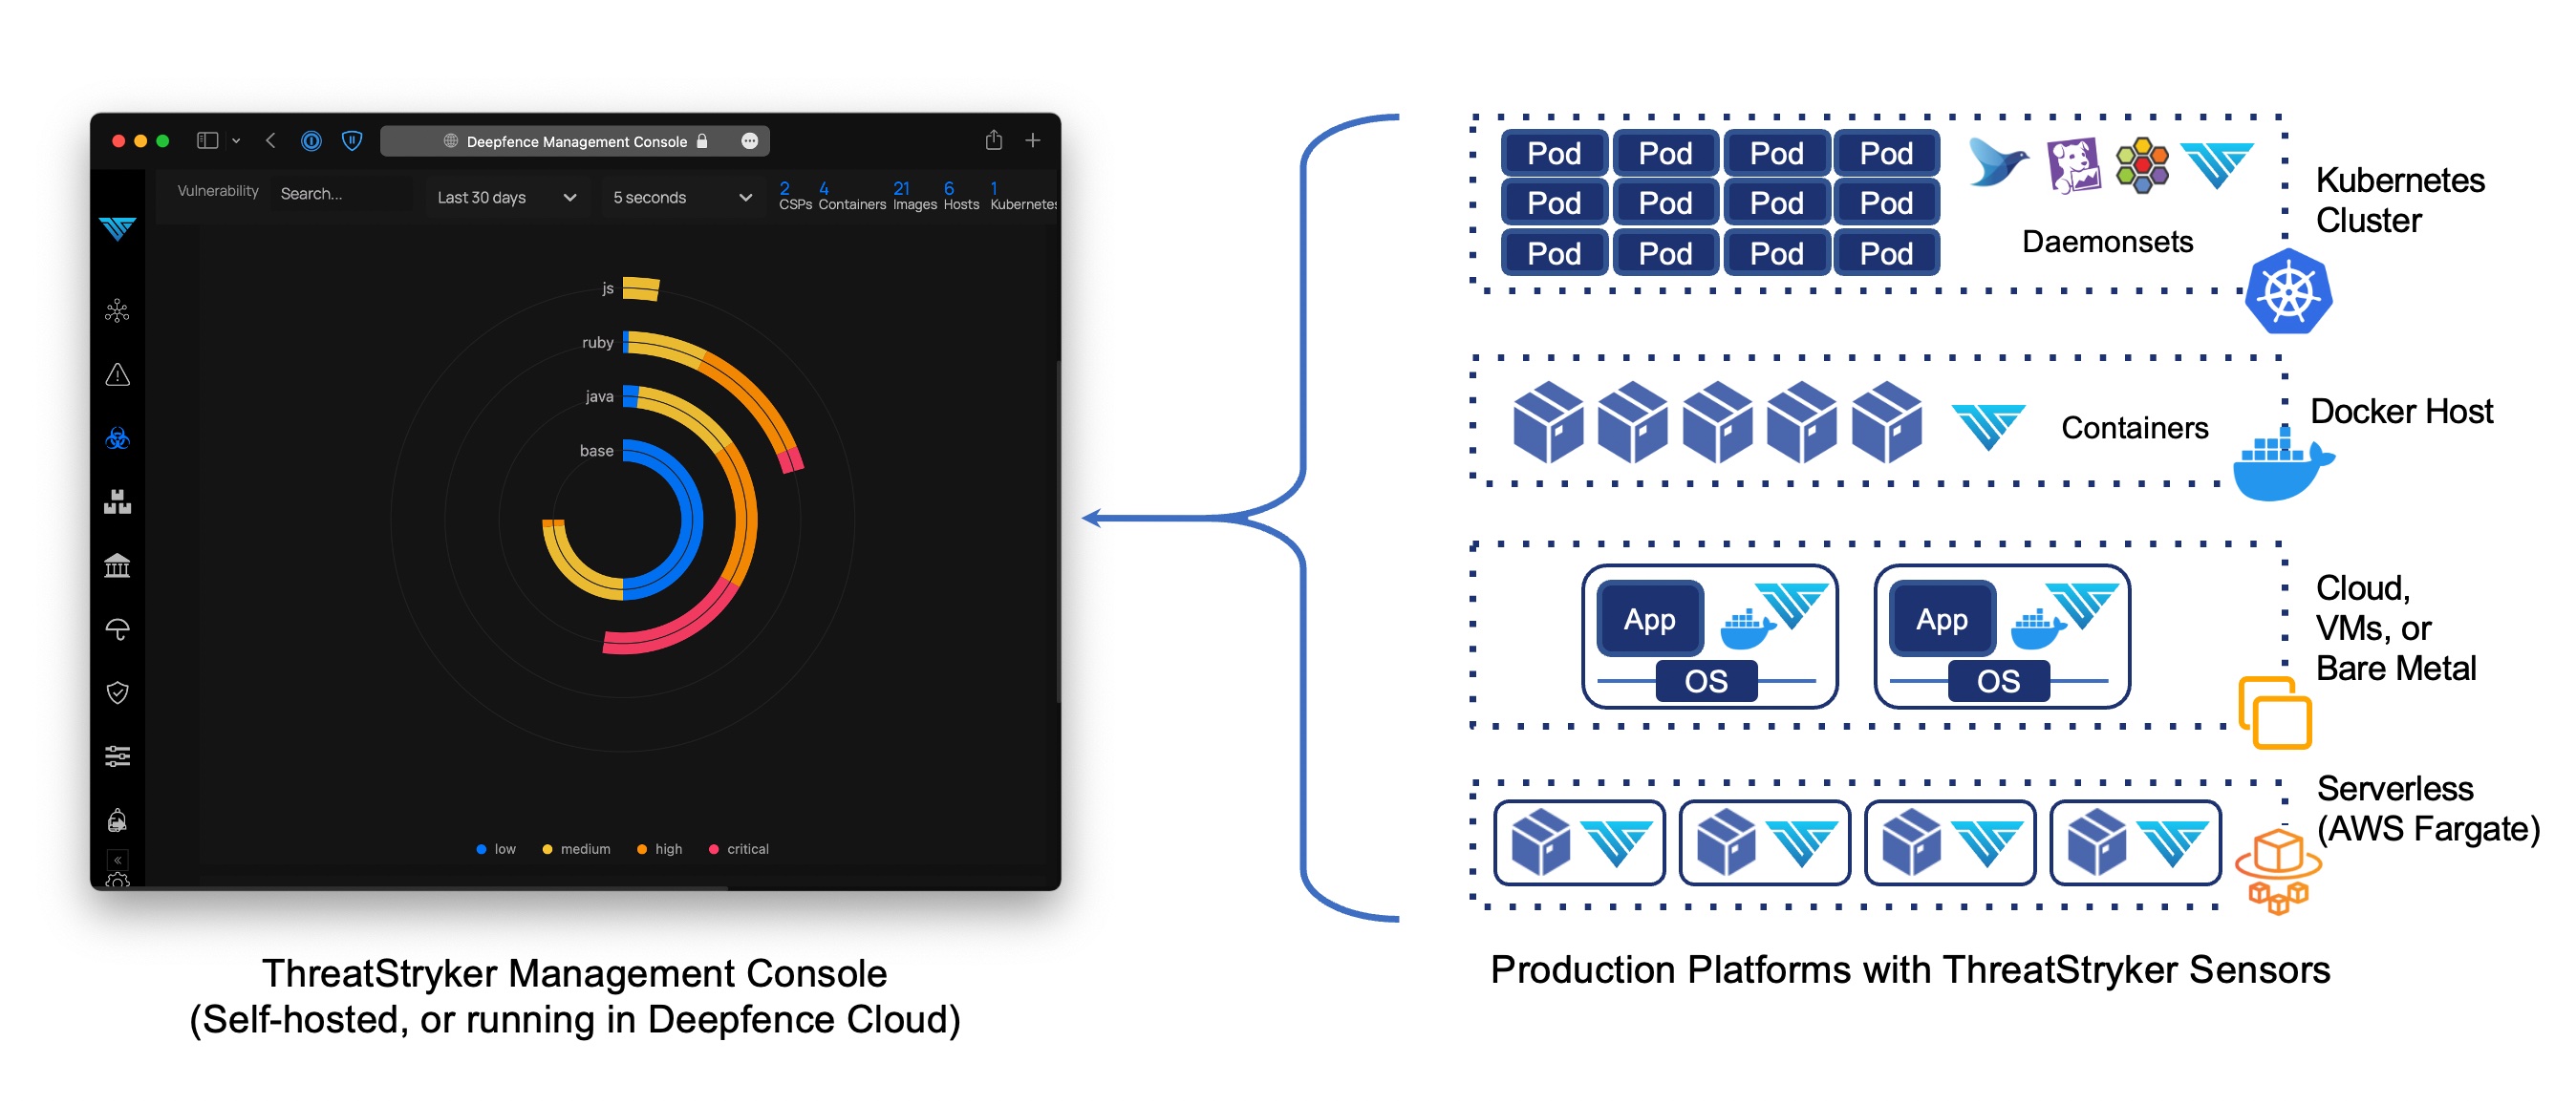 Deepfence Management Console
Vulnerability
Search...
Last 30 days
5 seconds
2 CSPs
4 Containers
21 Images
6 Hosts
1 Kubernetes
js
ruby
java
base
low
medium
high
critical
ThreatStryker Management Console
(Self-hosted, or running in Deepfence Cloud)
Pod Pod Pod Pod
Pod Pod Pod Pod
Pod Pod Pod Pod
Daemonsets
Kubernetes
Cluster
Containers
Docker Host
App
OS
App
OS
Cloud,
VMs, or
Bare Metal
Serverless
(AWS Fargate)
Production Platforms with ThreatStryker Sensors